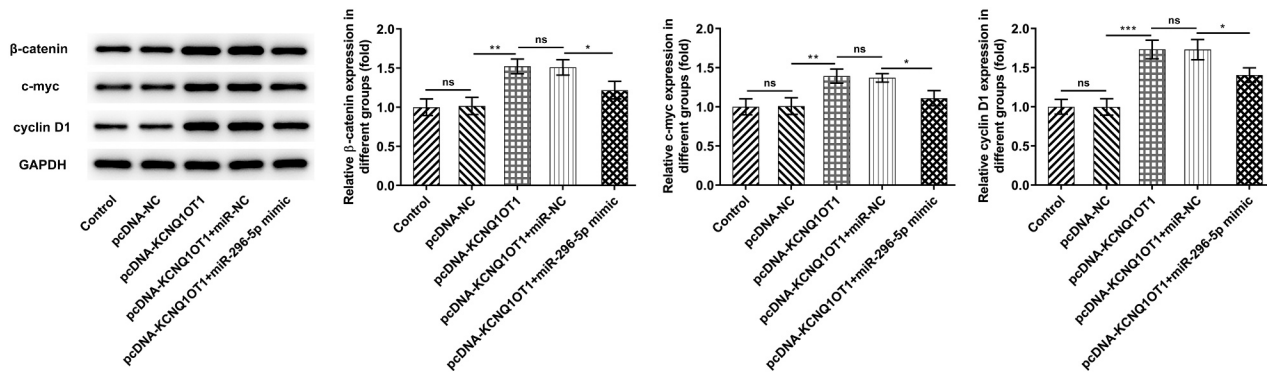 β-catenin
c-myc
cyclin D1
GAPDH
Control
pcDNA-NC
pcDNA-KCNQ1OT1
pcDNA-KCNQ1OT1+miR-NC
pcDNA-KCNQ1OT1+miR-296-5p mimic
Relative β-catenin expression in
different groups (fold)
2.0
1.5
1.0
0.5
0.0
ns
**
ns
*
Control
pcDNA-NC
pcDNA-KCNQ1OT1
pcDNA-KCNQ1OT1+miR-NC
pcDNA-KCNQ1OT1+miR-296-5p mimic
Relative c-myc expression in
different groups (fold)
2.0
1.5
1.0
0.5
0.0
ns
**
ns
*
Control
pcDNA-NC
pcDNA-KCNQ1OT1
pcDNA-KCNQ1OT1+miR-NC
pcDNA-KCNQ1OT1+miR-296-5p mimic
Relative cyclin D1 expression in
different groups (fold)
2.0
1.5
1.0
0.5
0.0
ns
***
ns
*
Control
pcDNA-NC
pcDNA-KCNQ1OT1
pcDNA-KCNQ1OT1+miR-NC
pcDNA-KCNQ1OT1+miR-296-5p mimic